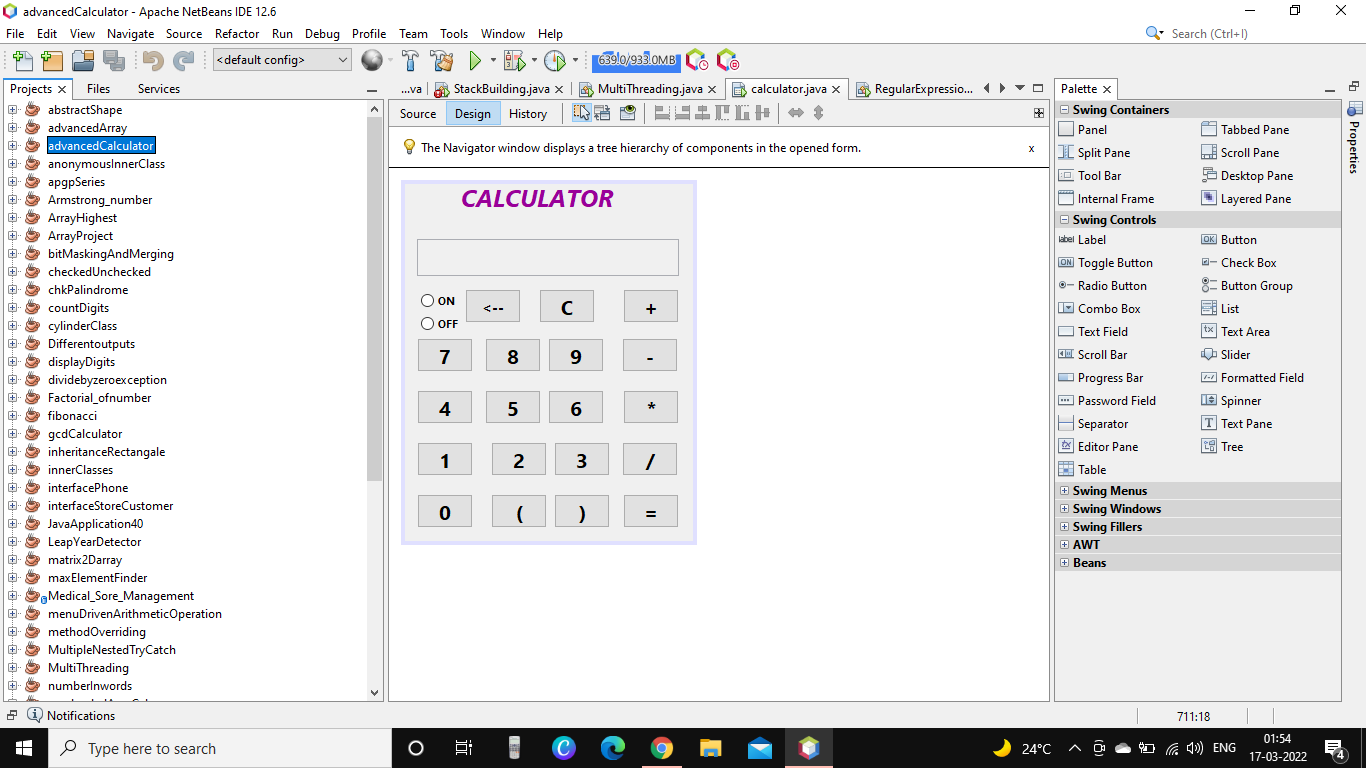 advancedCalculator - Apache NetBeans IDE 12.6
File Edit View Navigate Source Refactor Run Debug Profile Team Tools Window Help
Search (Ctrl+I)
<default config>
639.0/933.0MB
Projects Files Services
abstractShape
advancedArray
advancedCalculator
anonymousInnerClass
apgpSeries
Armstrong_number
ArrayHighest
ArrayProject
bitMaskingAndMerging
checkedUnchecked
chkPalindrome
countDigits
cylinderClass
Differentoutputs
displayDigits
dividebyzeroexception
Factorial_ofnumber
fibonacci
gcdCalculator
inheritanceRectangale
innerClasses
interfacePhone
interfaceStoreCustomer
JavaApplication40
LeapYearDetector
matrix2Darray
maxElementFinder
Medical_Sore_Management
menuDrivenArithmeticOperation
methodOverriding
MultipleNestedTryCatch
MultiThreading
numberInwords
...va StackBuilding.java MultiThreading.java calculator.java RegularExpressio...
Source Design History
The Navigator window displays a tree hierarchy of components in the opened form. x
CALCULATOR
ON
OFF
<-- C +
7 8 9 -
4 5 6 *
1 2 3 /
0 ( ) =
Palette
Swing Containers
Panel Tabbed Pane
Split Pane Scroll Pane
Tool Bar Desktop Pane
Internal Frame Layered Pane
Swing Controls
label Label OK Button
ON Toggle Button Check Box
Radio Button Button Group
Combo Box List
Text Field Text Area
Scroll Bar Slider
Progress Bar Formatted Field
Password Field Spinner
Separator Text Pane
Editor Pane Tree
Table
Swing Menus
Swing Windows
Swing Fillers
AWT
Beans
Properties
Notifications
711:18
Type here to search
24°C
ENG
01:54
17-03-2022
4